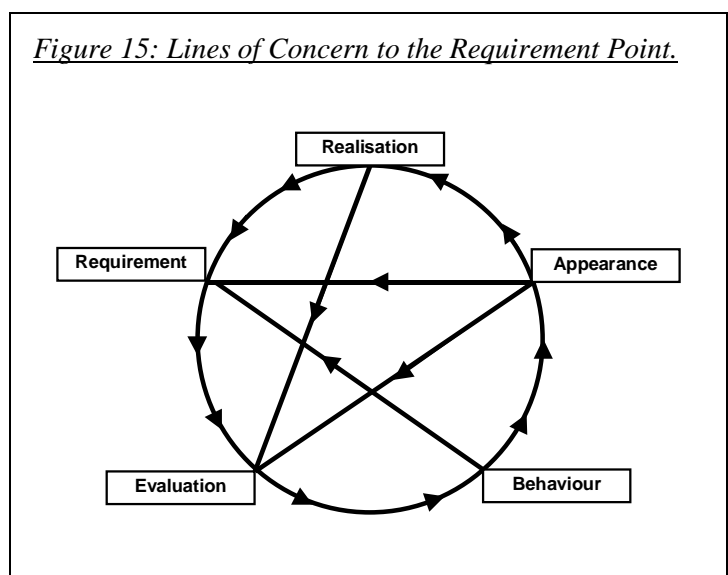 Figure 15: Lines of Concern to the Requirement Point.
Realisation
Requirement
Appearance
Evaluation
Behaviour